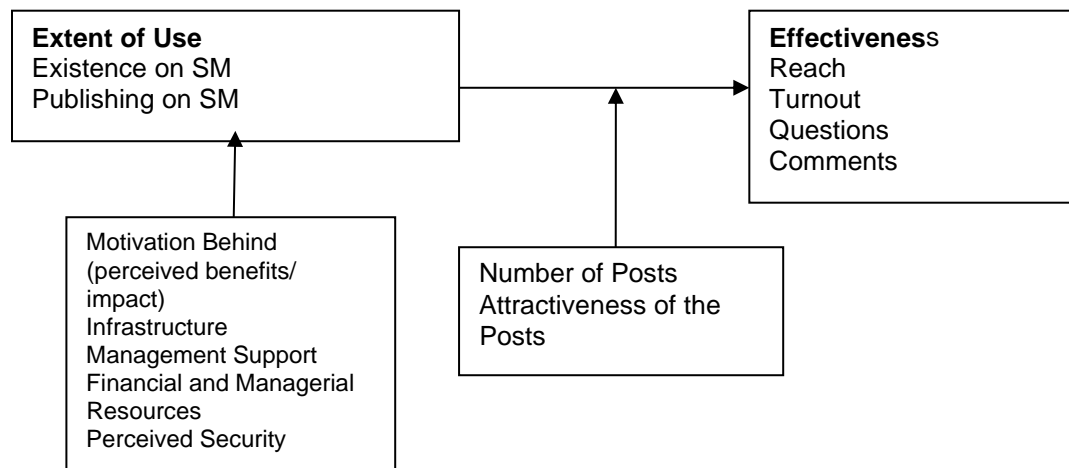 Extent of Use
Existence on SM
Publishing on SM
Effectiveness
Reach
Turnout
Questions
Comments
Motivation Behind
(perceived benefits/
impact)
Infrastructure
Management Support
Financial and Managerial
Resources
Perceived Security
Number of Posts
Attractiveness of the
Posts